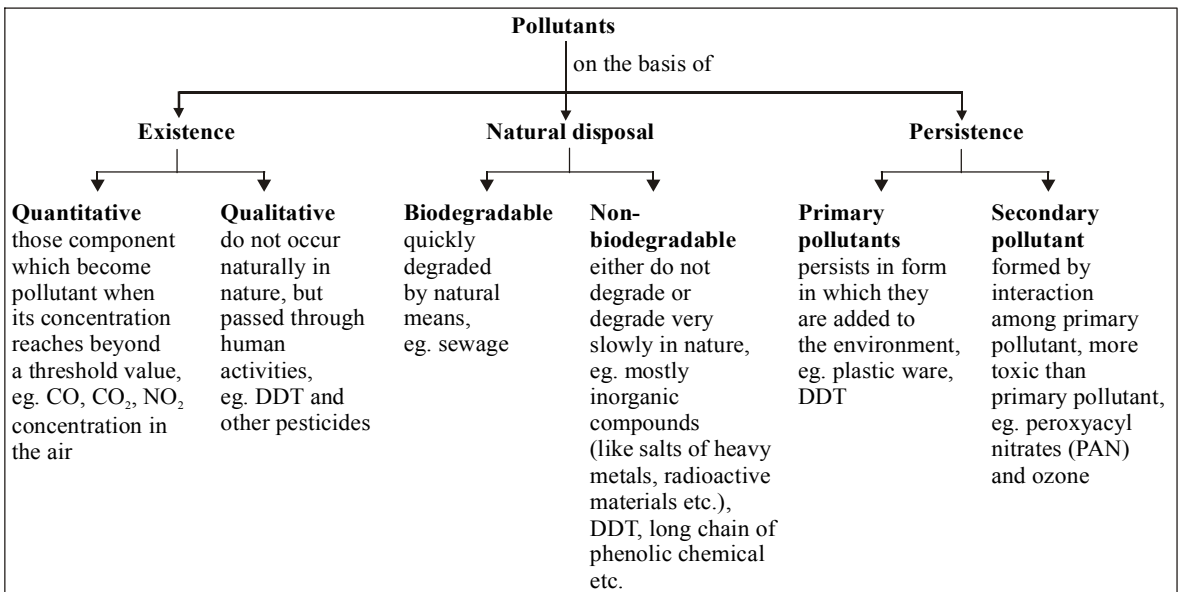 Pollutants
on the basis of
Existence
Natural disposal
Persistence
Quantitative
those component
which become
pollutant when
its concentration
reaches beyond
a threshold value,
eg. CO, CO₂, NO₂
concentration in
the air
Qualitative
do not occur
naturally in
nature, but
passed through
human
activities,
eg. DDT and
other pesticides
Biodegradable
quickly
degraded
by natural
means,
eg. sewage
Non-
biodegradable
either do not
degrade or
degrade very
slowly in nature,
eg. mostly
inorganic
compounds
(like salts of heavy
metals, radioactive
materials etc.),
DDT, long chain of
phenolic chemical
etc.
Primary
pollutants
persists in form
in which they
are added to
the environment,
eg. plastic ware,
DDT
Secondary
pollutant
formed by
interaction
among primary
pollutant, more
toxic than
primary pollutant,
eg. peroxyacyl
nitrates (PAN)
and ozone